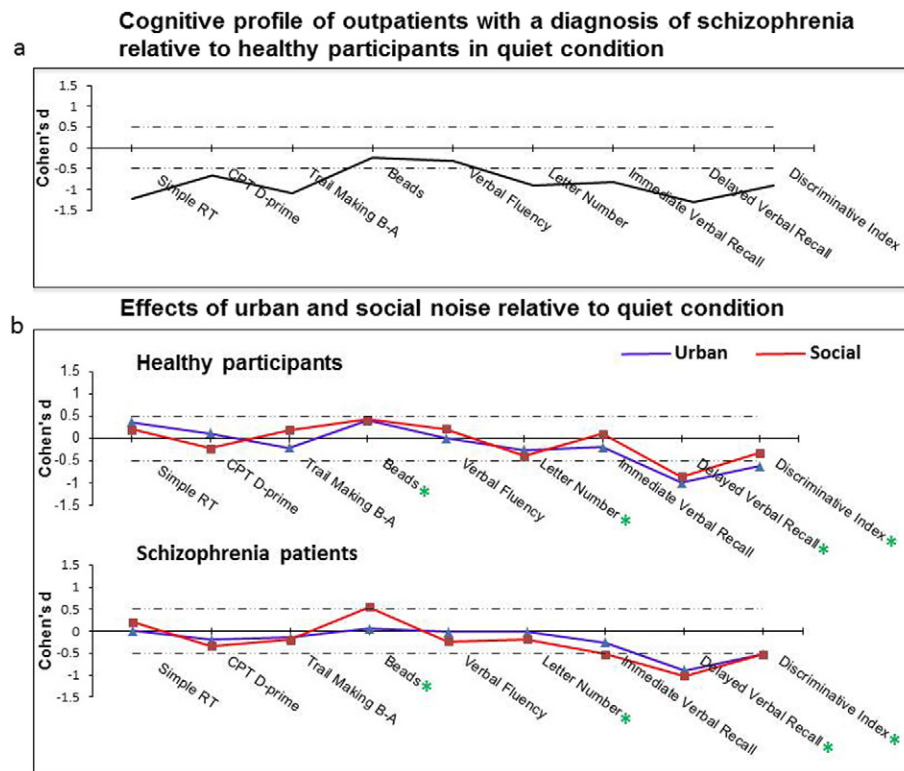 a
Cognitive profile of outpatients with a diagnosis of schizophrenia
relative to healthy participants in quiet condition
Cohen's d
1.5
1
0.5
0
-0.5
-1
-1.5
Simple RT
CPT D-prime
Trail Making B-A
Beads
Verbal Fluency
Letter Number
Immediate Verbal Recall
Delayed Verbal Recall
Discriminative Index
Effects of urban and social noise relative to quiet condition
b
Healthy participants
Urban
Social
Cohen's d
1.5
1
0.5
0
-0.5
-1
-1.5
Simple RT
CPT D-prime
Trail Making B-A
Beads *
Verbal Fluency
Letter Number *
Immediate Verbal Recall
Delayed Verbal Recall *
Discriminative Index *
Schizophrenia patients
Cohen's d
1.5
1
0.5
0
-0.5
-1
-1.5
Simple RT
CPT D-prime
Trail Making B-A
Beads *
Verbal Fluency
Letter Number *
Immediate Verbal Recall
Delayed Verbal Recall *
Discriminative Index *